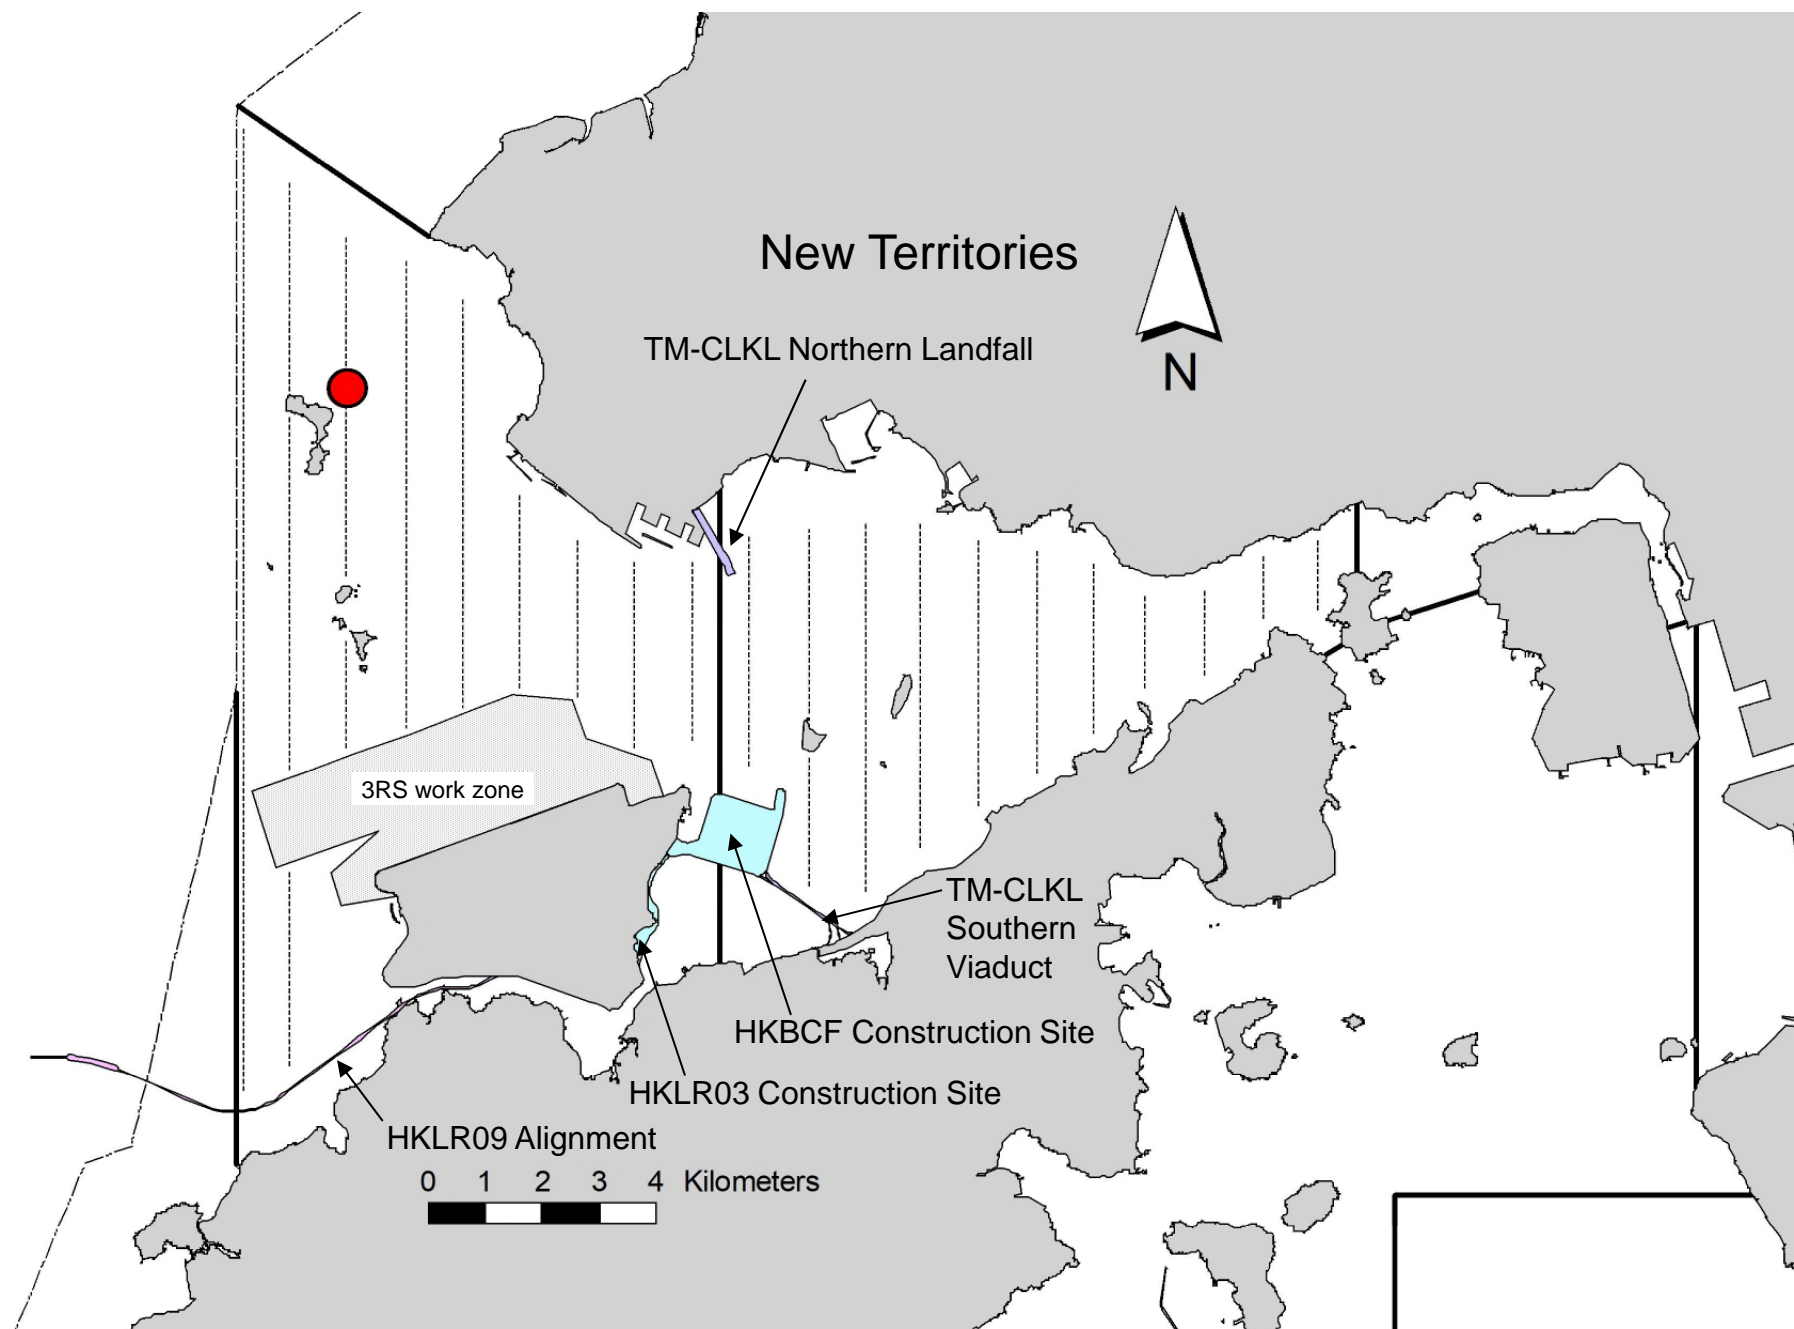 New Territories
TM-CLKL Northern Landfall
N
3RS work zone
TM-CLKL
Southern
Viaduct
HKBCF Construction Site
HKLR03 Construction Site
HKLR09 Alignment
0 1 2 3 4 Kilometers